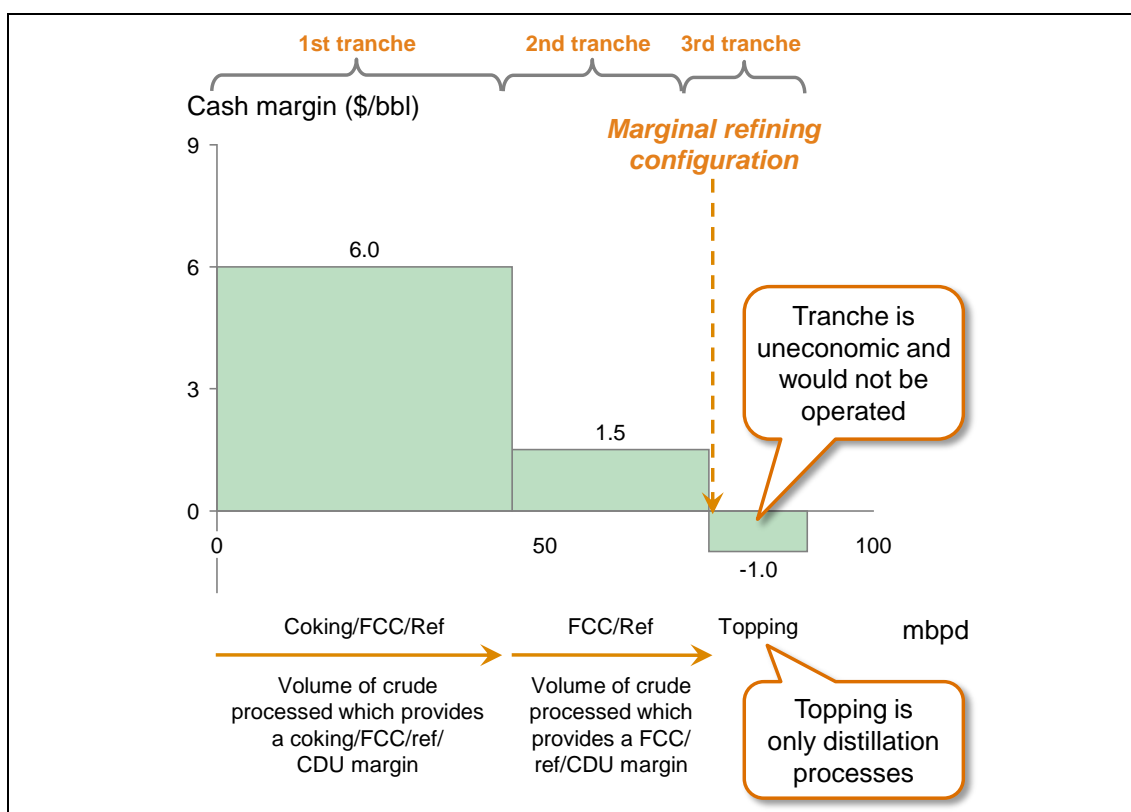 1st tranche 2nd tranche 3rd tranche
Cash margin ($/bbl)
Marginal refining
configuration
9
6.0
6
Tranche is
uneconomic and
would not be
operated
3
1.5
0
0 50 100
-1.0
Coking/FCC/Ref FCC/Ref Topping mbpd
Volume of crude
processed which provides
a coking/FCC/ref/
CDU margin
Volume of crude
processed which
provides a FCC/
ref/CDU margin
Topping is
only distillation
processes